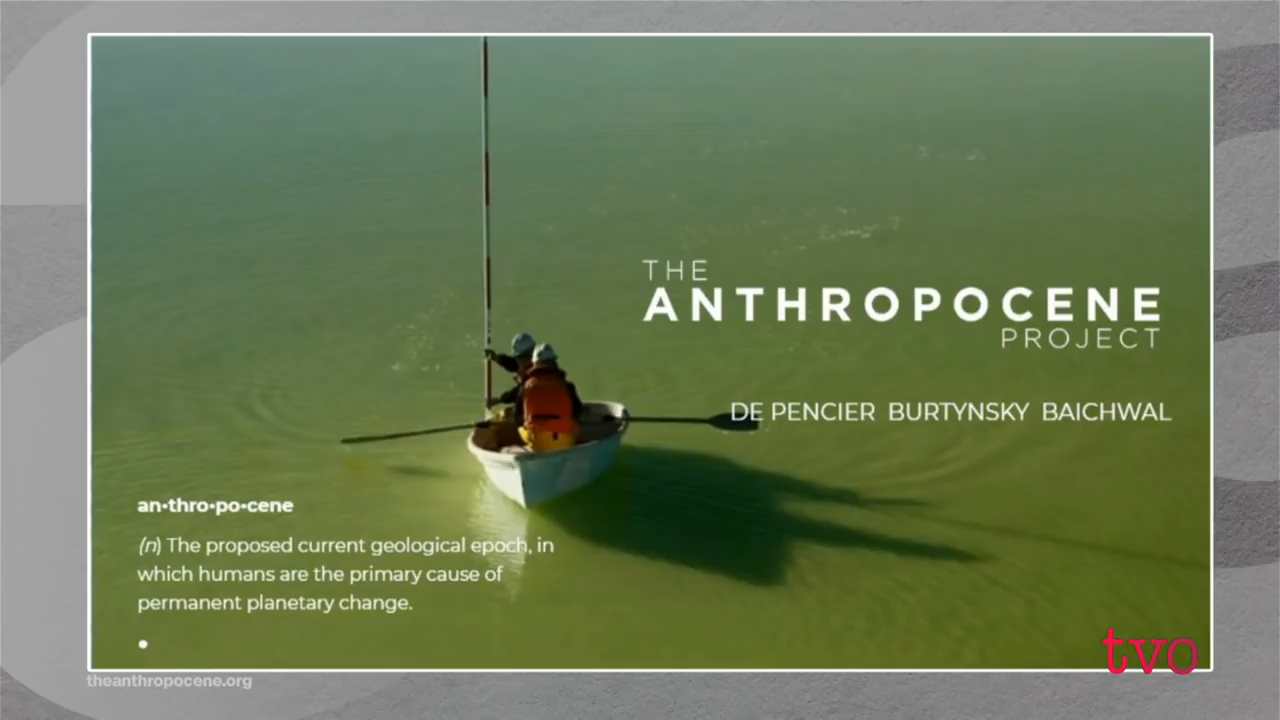 THE
ANTHROPOCENE
PROJECT
DE PENCIER BURTYNSKY BAICHWAL
an•thro•po•cene
(n) The proposed current geological epoch, in
which humans are the primary cause of
permanent planetary change.
tvo
theanthropocene.org